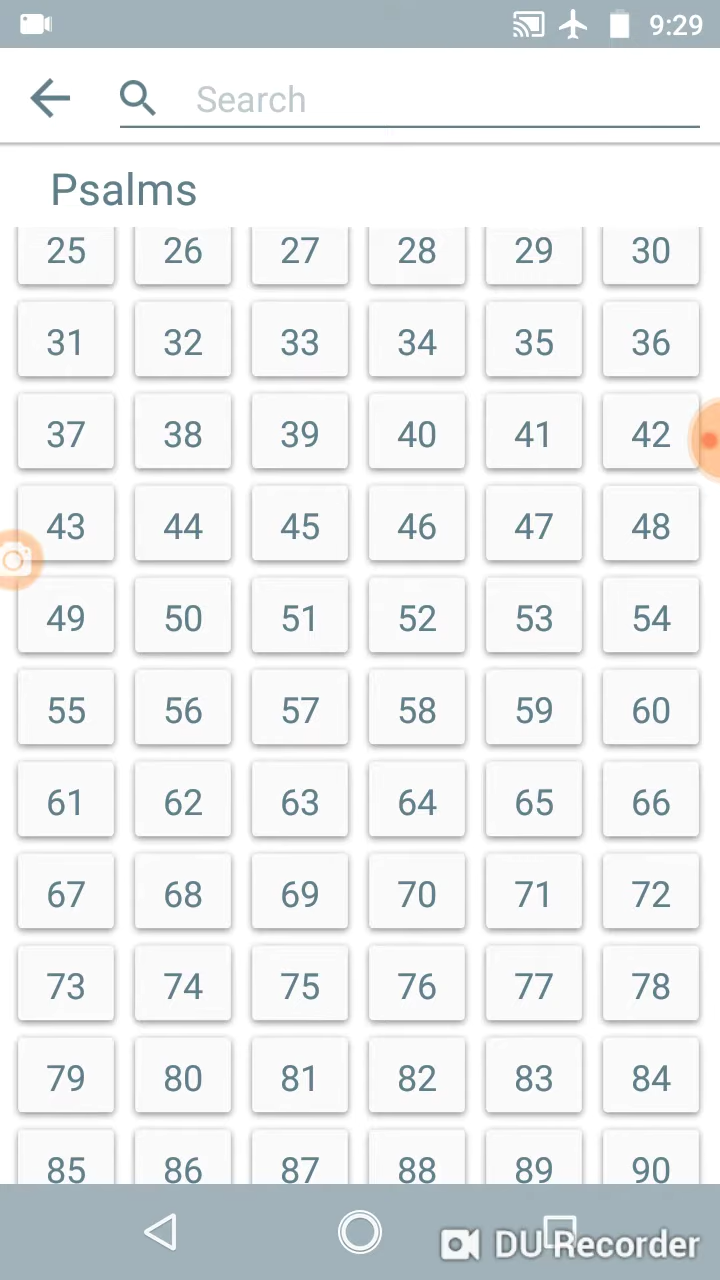 9:29
Search
Psalms
25 26 27 28 29 30
31 32 33 34 35 36
37 38 39 40 41 42
43 44 45 46 47 48
49 50 51 52 53 54
55 56 57 58 59 60
61 62 63 64 65 66
67 68 69 70 71 72
73 74 75 76 77 78
79 80 81 82 83 84
85 86 87 88 89 90
DU Recorder